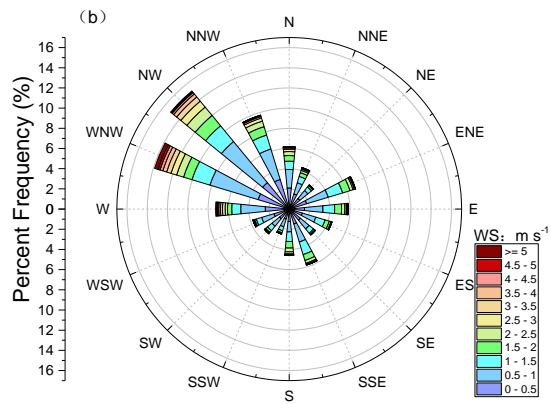 (b)
N
NNE
NE
ENE
E
ES
SE
SSE
S
SSW
SW
WSW
W
WNW
NW
NNW
Percent Frequency (%)
16
14
12
10
8
6
4
2
0
2
4
6
8
10
12
14
16
WS: m s-1
>= 5
4.5 - 5
4 - 4.5
3.5 - 4
3 - 3.5
2.5 - 3
2 - 2.5
1.5 - 2
1 - 1.5
0.5 - 1
0 - 0.5